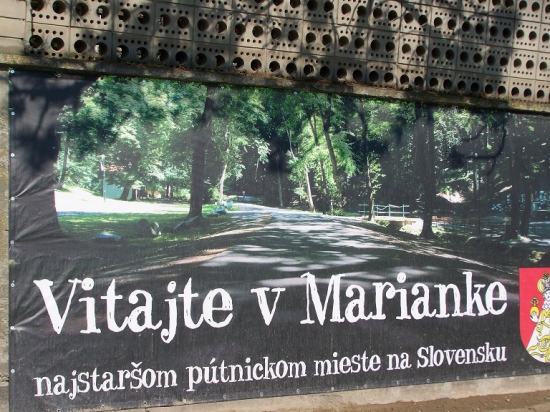 Vitajte v Marianke
najstaršom pútnickom mieste na Slovensku